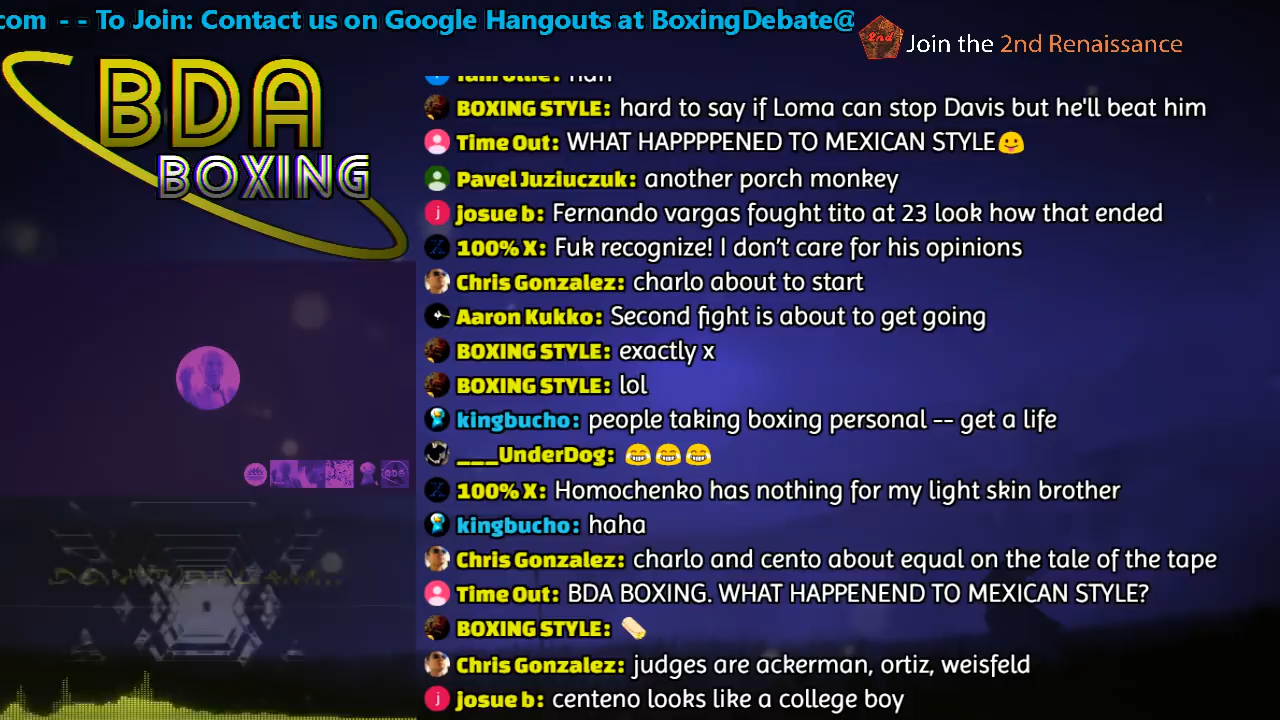 com - - To Join: Contact us on Google Hangouts at BoxingDebate@
2nd
Join the 2nd Renaissance
BDA
BOXING
BOXING STYLE: hard to say if Loma can stop Davis but he'll beat him
Time Out: WHAT HAPPPPENED TO MEXICAN STYLE😛
Pavel Juziuczuk: another porch monkey
josue b: Fernando vargas fought tito at 23 look how that ended
100% X: Fuk recognize! I don’t care for his opinions
Chris Gonzalez: charlo about to start
Aaron Kukko: Second fight is about to get going
BOXING STYLE: exactly x
BOXING STYLE: lol
kingbucho: people taking boxing personal -- get a life
___UnderDog: 😂😂😂
100% X: Homochenko has nothing for my light skin brother
kingbucho: haha
Chris Gonzalez: charlo and cento about equal on the tale of the tape
Time Out: BDA BOXING. WHAT HAPPENEND TO MEXICAN STYLE?
BOXING STYLE: 🌯
Chris Gonzalez: judges are ackerman, ortiz, weisfeld
josue b: centeno looks like a college boy